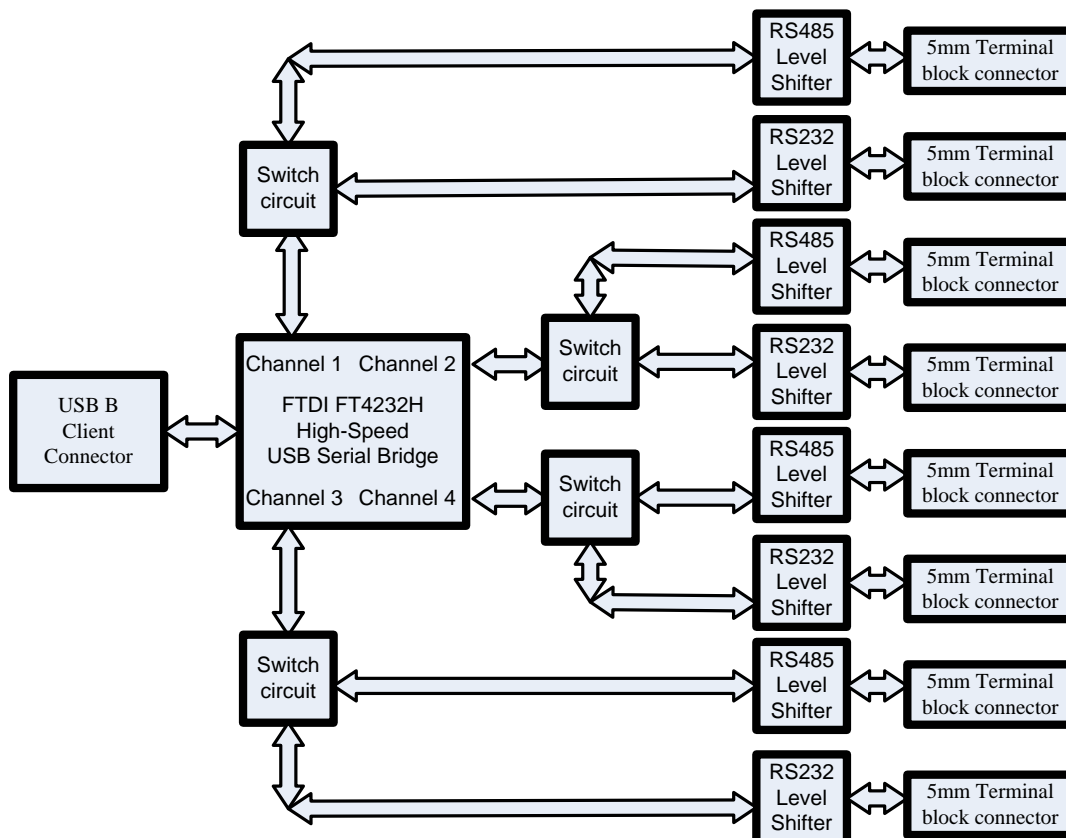 RS485
Level
Shifter
5mm Terminal
block connector
RS232
Level
Shifter
5mm Terminal
block connector
Switch
circuit
RS485
Level
Shifter
5mm Terminal
block connector
Switch
circuit
RS232
Level
Shifter
5mm Terminal
block connector
USB B
Client
Connector
Channel 1 Channel 2
FTDI FT4232H
High-Speed
USB Serial Bridge
Channel 3 Channel 4
Switch
circuit
RS485
Level
Shifter
5mm Terminal
block connector
RS232
Level
Shifter
5mm Terminal
block connector
Switch
circuit
RS485
Level
Shifter
5mm Terminal
block connector
RS232
Level
Shifter
5mm Terminal
block connector